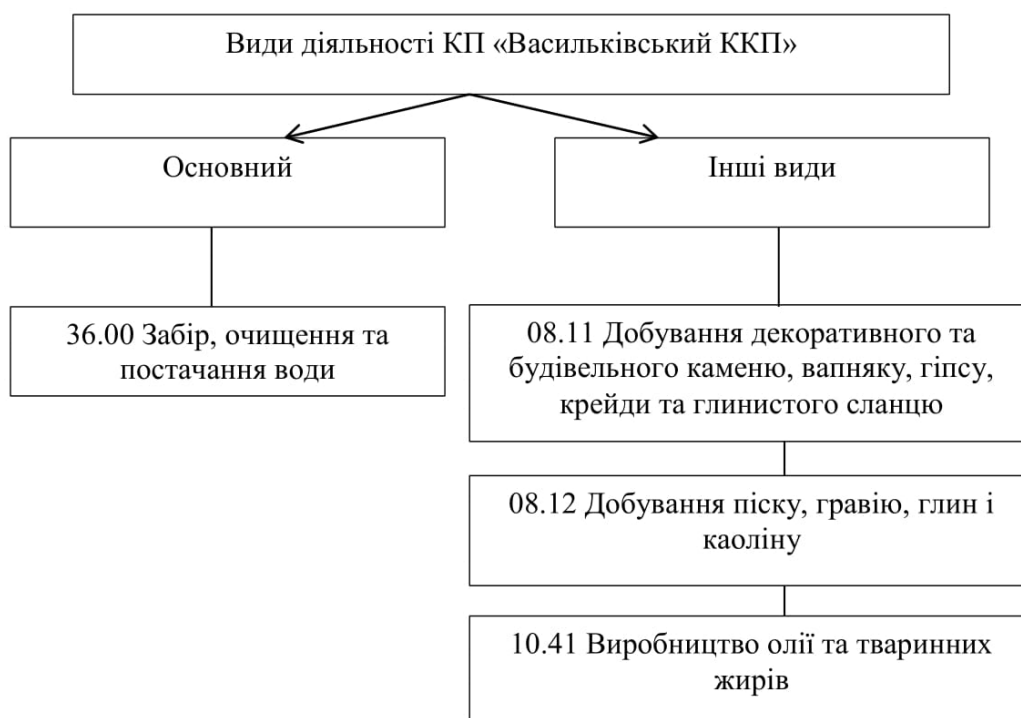 Види діяльності КП «Васильківський ККП»
Основний
Інші види
36.00 Забір, очищення та
постачання води
08.11 Добування декоративного та
будівельного каменю, вапняку, гіпсу,
крейди та глинистого сланцю
08.12 Добування піску, гравію, глин і
каоліну
10.41 Виробництво олії та тваринних
жирів